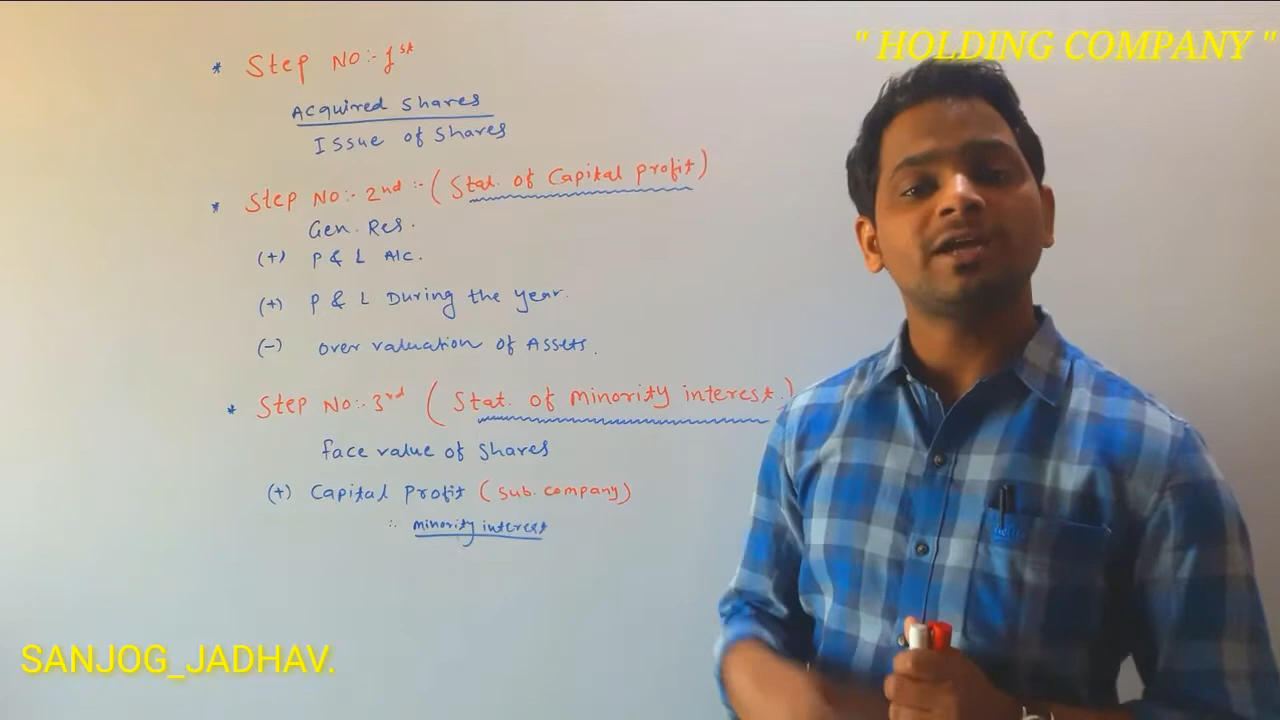 " HOLDING COMPANY "
* Step No:- 1st
Acquired shares
Issue of shares
* Step No:- 2nd :- (Stat. of Capital profit)
Gen. Res.
(+) P & L A/c.
(+) P & L During the year.
(-) over valuation of Assets.
* Step No:- 3rd (Stat. of minority interest.)
face value of shares
(+) Capital Profit (sub. company)
∴ minority interest
SANJOG_JADHAV.